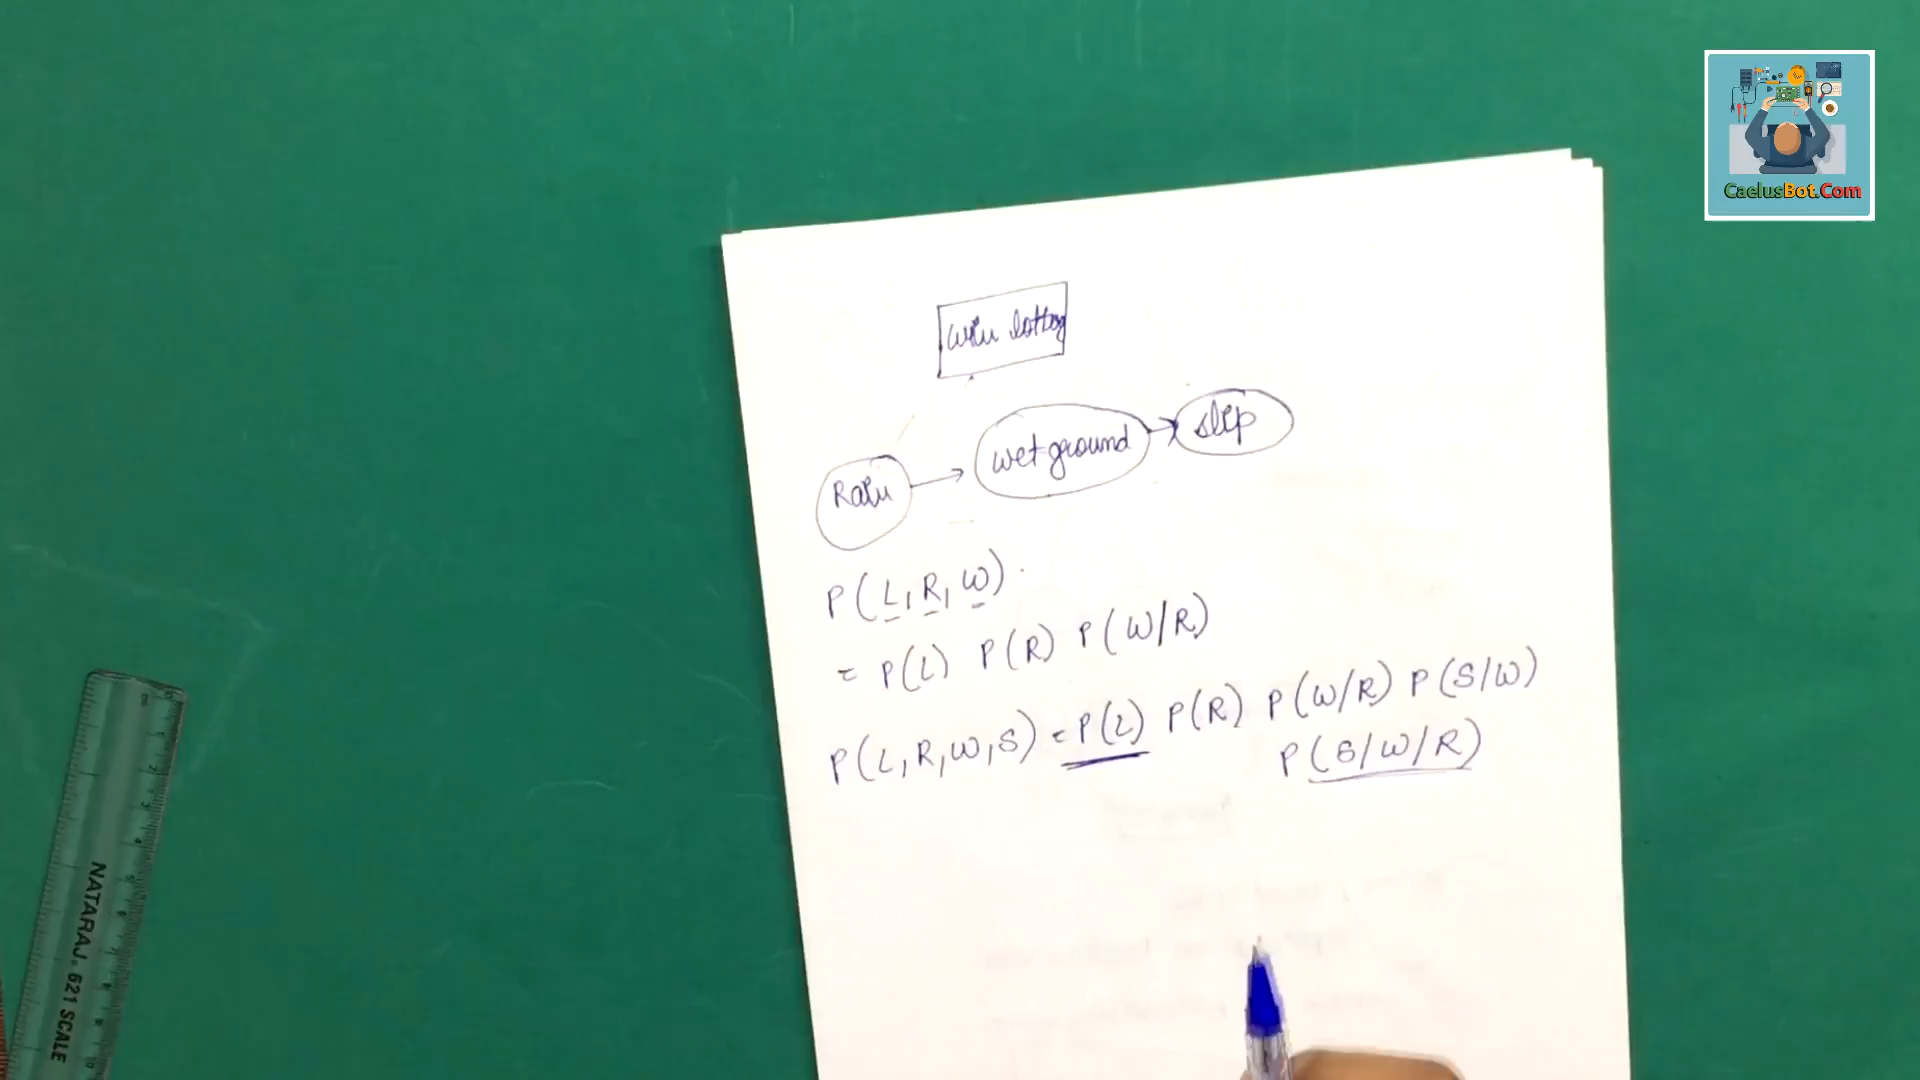 CaelusBot.Com
Win lottery
Rain
wet ground
slip
P(L, R, W).
= P(L) P(R) P(W/R)
P(L, R, W, S) = P(L) P(R) P(W/R) P(S/W)
P(S/W/R)
NATARAJ 621 SCALE